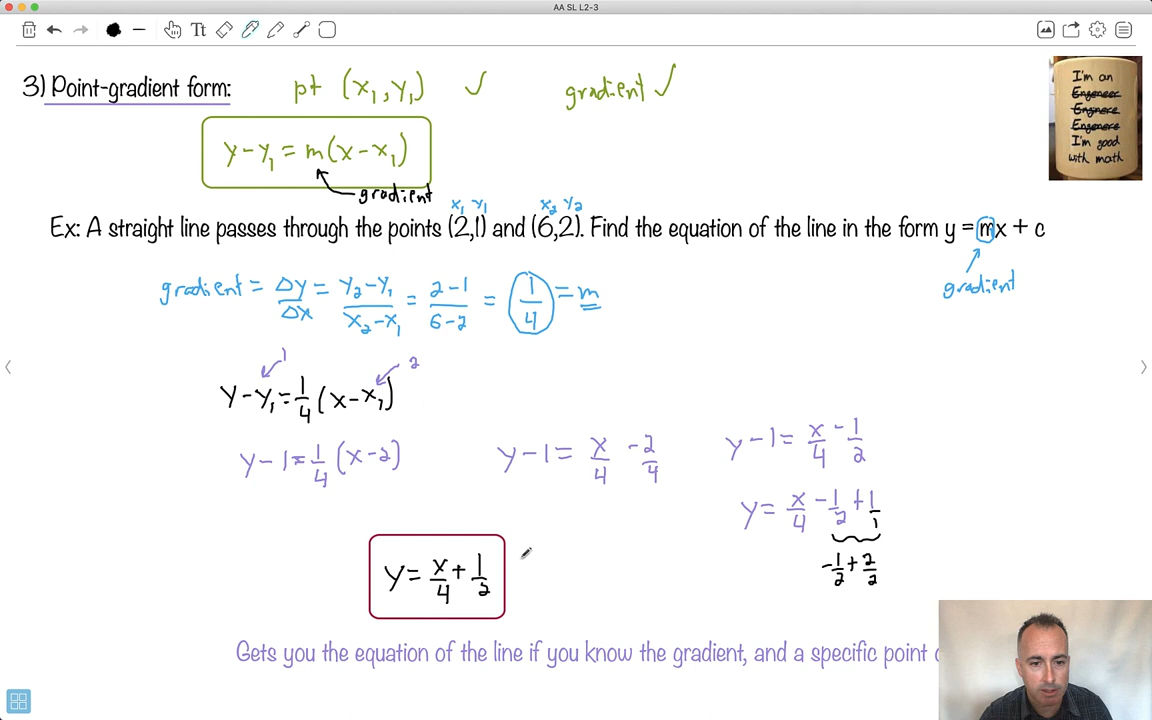 AA SL L2-3
Tt
3) Point-gradient form: pt (x₁,y₁) ✓ gradient ✓
I'm an
Engeneer
Enginere
Engenere
I'm good
with math
y-y₁ = m(x-x₁)
gradient
x₁ y₁ x₂ y₂
Ex: A straight line passes through the points (2,1) and (6,2). Find the equation of the line in the form y = mx + c
gradient
gradient = Δy/Δx = y₂-y₁/x₂-x₁ = 2-1/6-2 = 1/4 = m
1 2
y-y₁ = 1/4 (x-x₁)
y-1 = 1/4 (x-2) y-1 = x/4 - 2/4 y-1 = x/4 - 1/2
y = x/4 - 1/2 + 1/1
-1/2 + 2/2
y = x/4 + 1/2
Gets you the equation of the line if you know the gradient, and a specific point